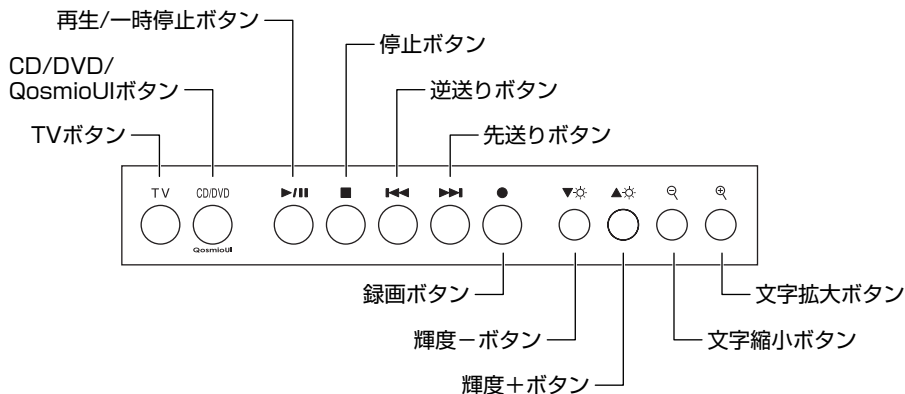 再生/一時停止ボタン
停止ボタン
CD/DVD/
QosmioUIボタン
逆送りボタン
TVボタン
先送りボタン
TV
CD/DVD
QosmioUI
録画ボタン
文字拡大ボタン
輝度－ボタン
文字縮小ボタン
輝度＋ボタン